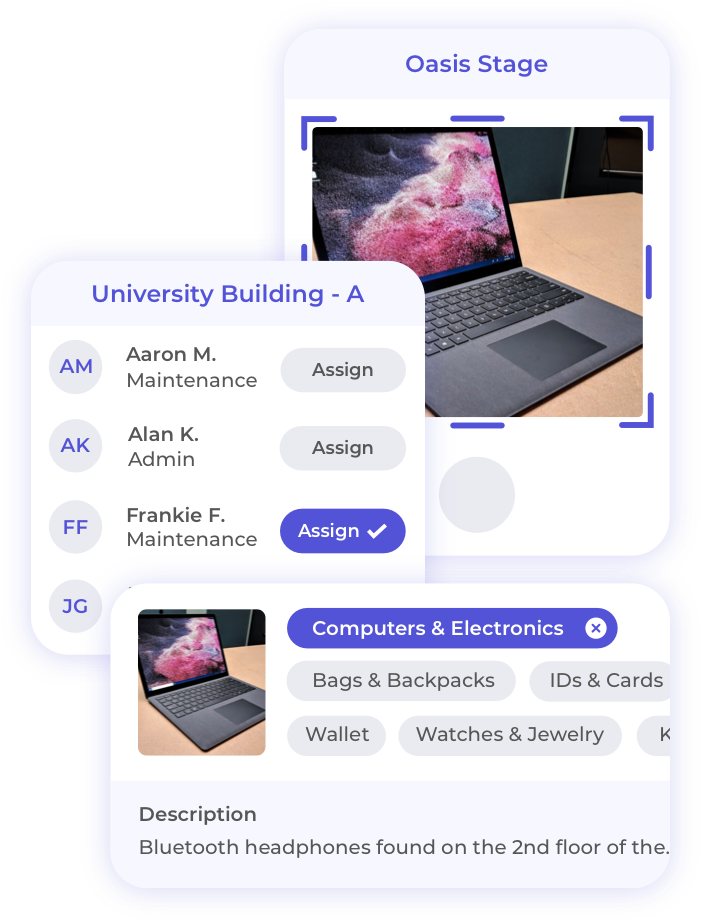 Oasis Stage
University Building - A
AM
Aaron M.
Maintenance
Assign
AK
Alan K.
Admin
Assign
FF
Frankie F.
Maintenance
Assign
JG
Computers & Electronics
Bags & Backpacks
IDs & Cards
Wallet
Watches & Jewelry
K
Description
Bluetooth headphones found on the 2nd floor of the.